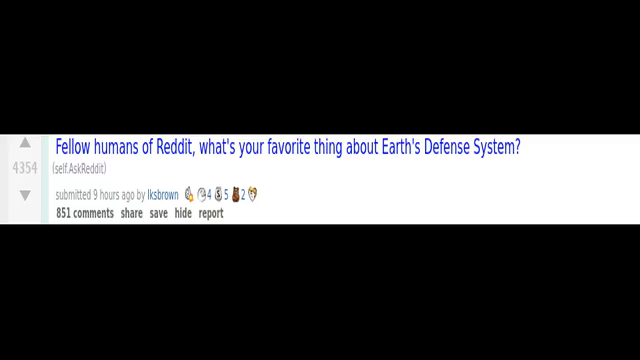 Fellow humans of Reddit, what's your favorite thing about Earth's Defense System?
4354
(self.AskReddit)
submitted 9 hours ago by lksbrown 4 5 2
851 comments share save hide report